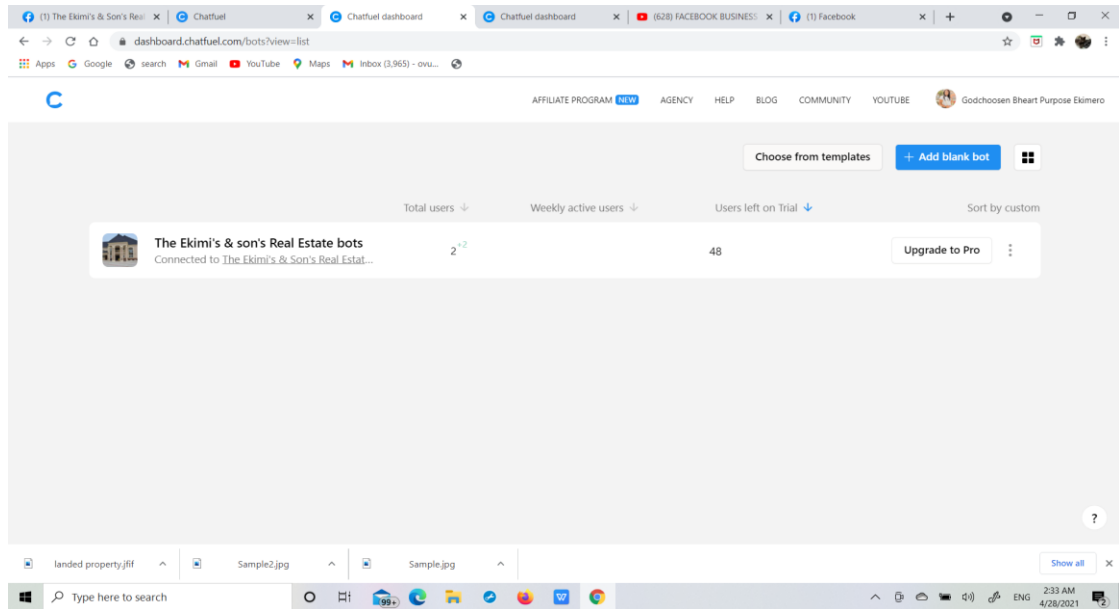 (1) The Ekimi's & Son's Real
Chatfuel
Chatfuel dashboard
Chatfuel dashboard
(628) FACEBOOK BUSINESS
(1) Facebook
dashboard.chatfuel.com/bots?view=list
Apps
Google
search
Gmail
YouTube
Maps
Inbox (3,965) - ovu...
AFFILIATE PROGRAM NEW
AGENCY
HELP
BLOG
COMMUNITY
YOUTUBE
Godchoosen Bheart Purpose Ekimero
Choose from templates
+ Add blank bot
Total users
Weekly active users
Users left on Trial
Sort by custom
The Ekimi's & son's Real Estate bots
Connected to The Ekimi's & Son's Real Estat...
2 +2
48
Upgrade to Pro
?
landed property.jfif
Sample2.jpg
Sample.jpg
Show all
Type here to search
99+
ENG
2:33 AM
4/28/2021
2